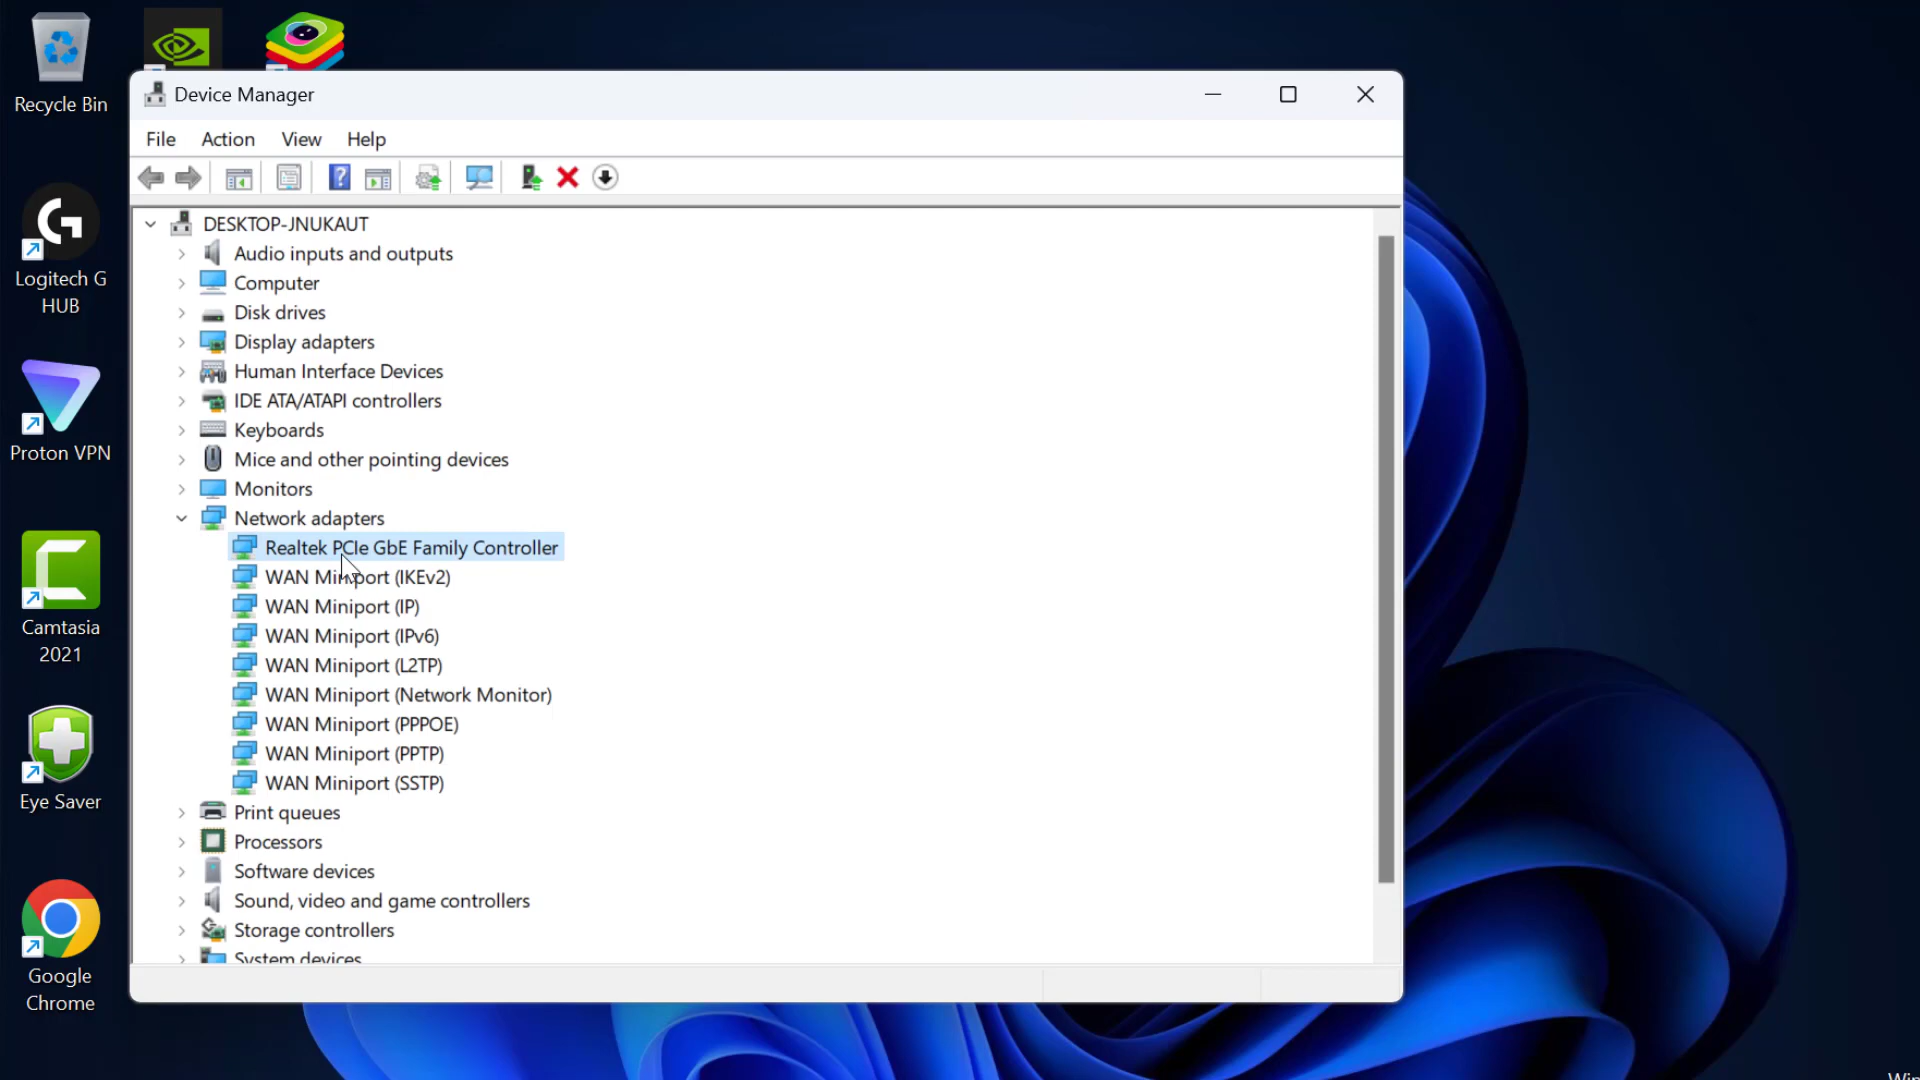 Recycle Bin
Logitech G
HUB
Proton VPN
Camtasia
2021
Eye Saver
Google
Chrome
Device Manager
File Action View Help
DESKTOP-JNUKAUT
Audio inputs and outputs
Computer
Disk drives
Display adapters
Human Interface Devices
IDE ATA/ATAPI controllers
Keyboards
Mice and other pointing devices
Monitors
Network adapters
Realtek PCIe GbE Family Controller
WAN Miniport (IKEv2)
WAN Miniport (IP)
WAN Miniport (IPv6)
WAN Miniport (L2TP)
WAN Miniport (Network Monitor)
WAN Miniport (PPPOE)
WAN Miniport (PPTP)
WAN Miniport (SSTP)
Print queues
Processors
Software devices
Sound, video and game controllers
Storage controllers
System devices